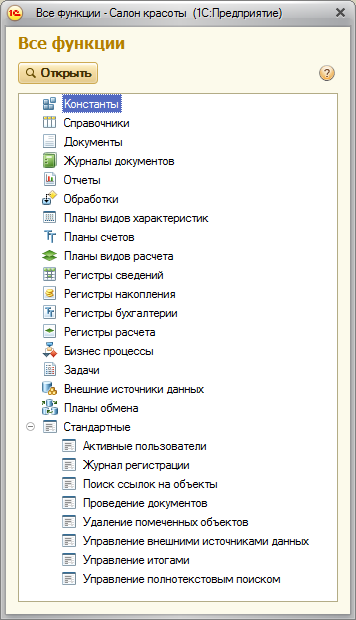 Все функции - Салон красоты (1С:Предприятие)
Все функции
Открыть
?
Константы
Справочники
Документы
Журналы документов
Отчеты
Обработки
Планы видов характеристик
Планы счетов
Планы видов расчета
Регистры сведений
Регистры накопления
Регистры бухгалтерии
Регистры расчета
Бизнес процессы
Задачи
Внешние источники данных
Планы обмена
Стандартные
Активные пользователи
Журнал регистрации
Поиск ссылок на объекты
Проведение документов
Удаление помеченных объектов
Управление внешними источниками данных
Управление итогами
Управление полнотекстовым поиском